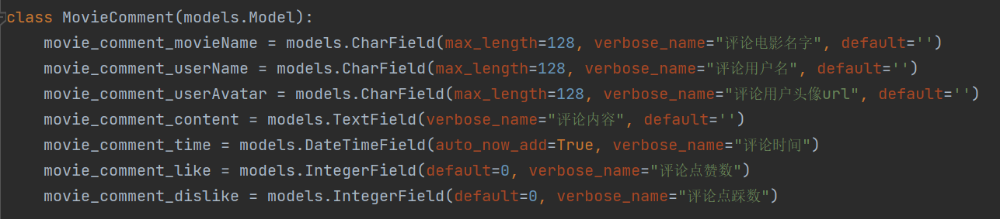 class MovieComment(models.Model):
    movie_comment_movieName = models.CharField(max_length=128, verbose_name="评论电影名字", default='')
    movie_comment_userName = models.CharField(max_length=128, verbose_name="评论用户名", default='')
    movie_comment_userAvatar = models.CharField(max_length=128, verbose_name="评论用户头像url", default='')
    movie_comment_content = models.TextField(verbose_name="评论内容", default='')
    movie_comment_time = models.DateTimeField(auto_now_add=True, verbose_name="评论时间")
    movie_comment_like = models.IntegerField(default=0, verbose_name="评论点赞数")
    movie_comment_dislike = models.IntegerField(default=0, verbose_name="评论点踩数")